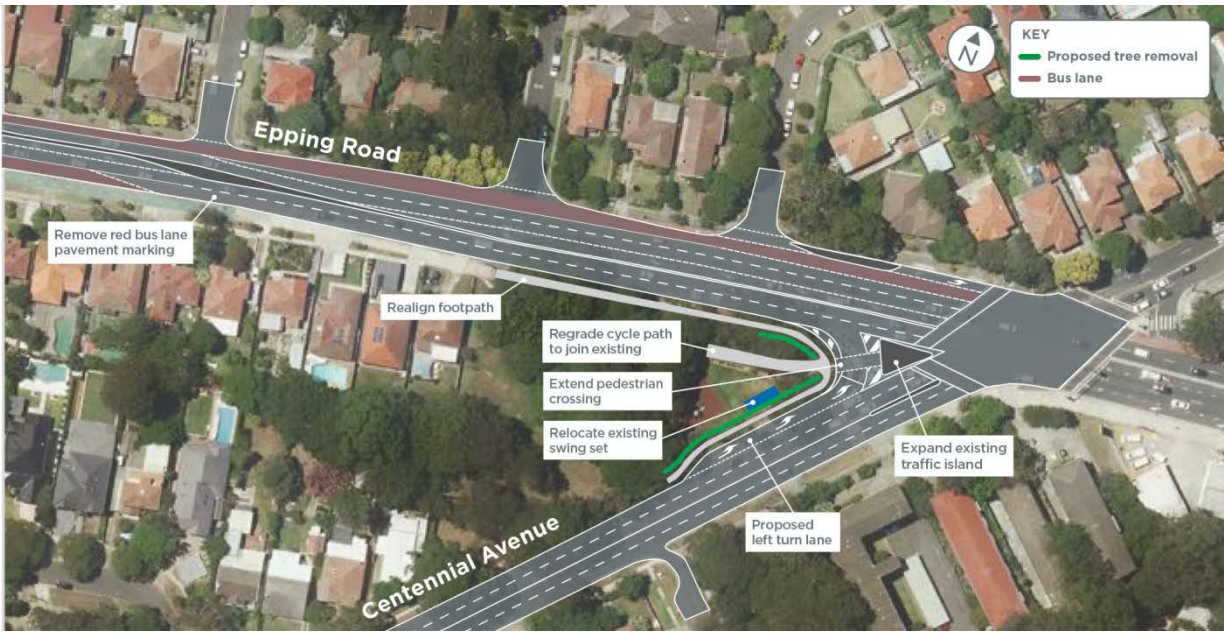 N
KEY
Proposed tree removal
Bus lane
Epping Road
Remove red bus lane
pavement marking
Realign footpath
Regrade cycle path
to join existing
Extend pedestrian
crossing
Relocate existing
swing set
Expand existing
traffic island
Proposed
left turn lane
Centennial Avenue